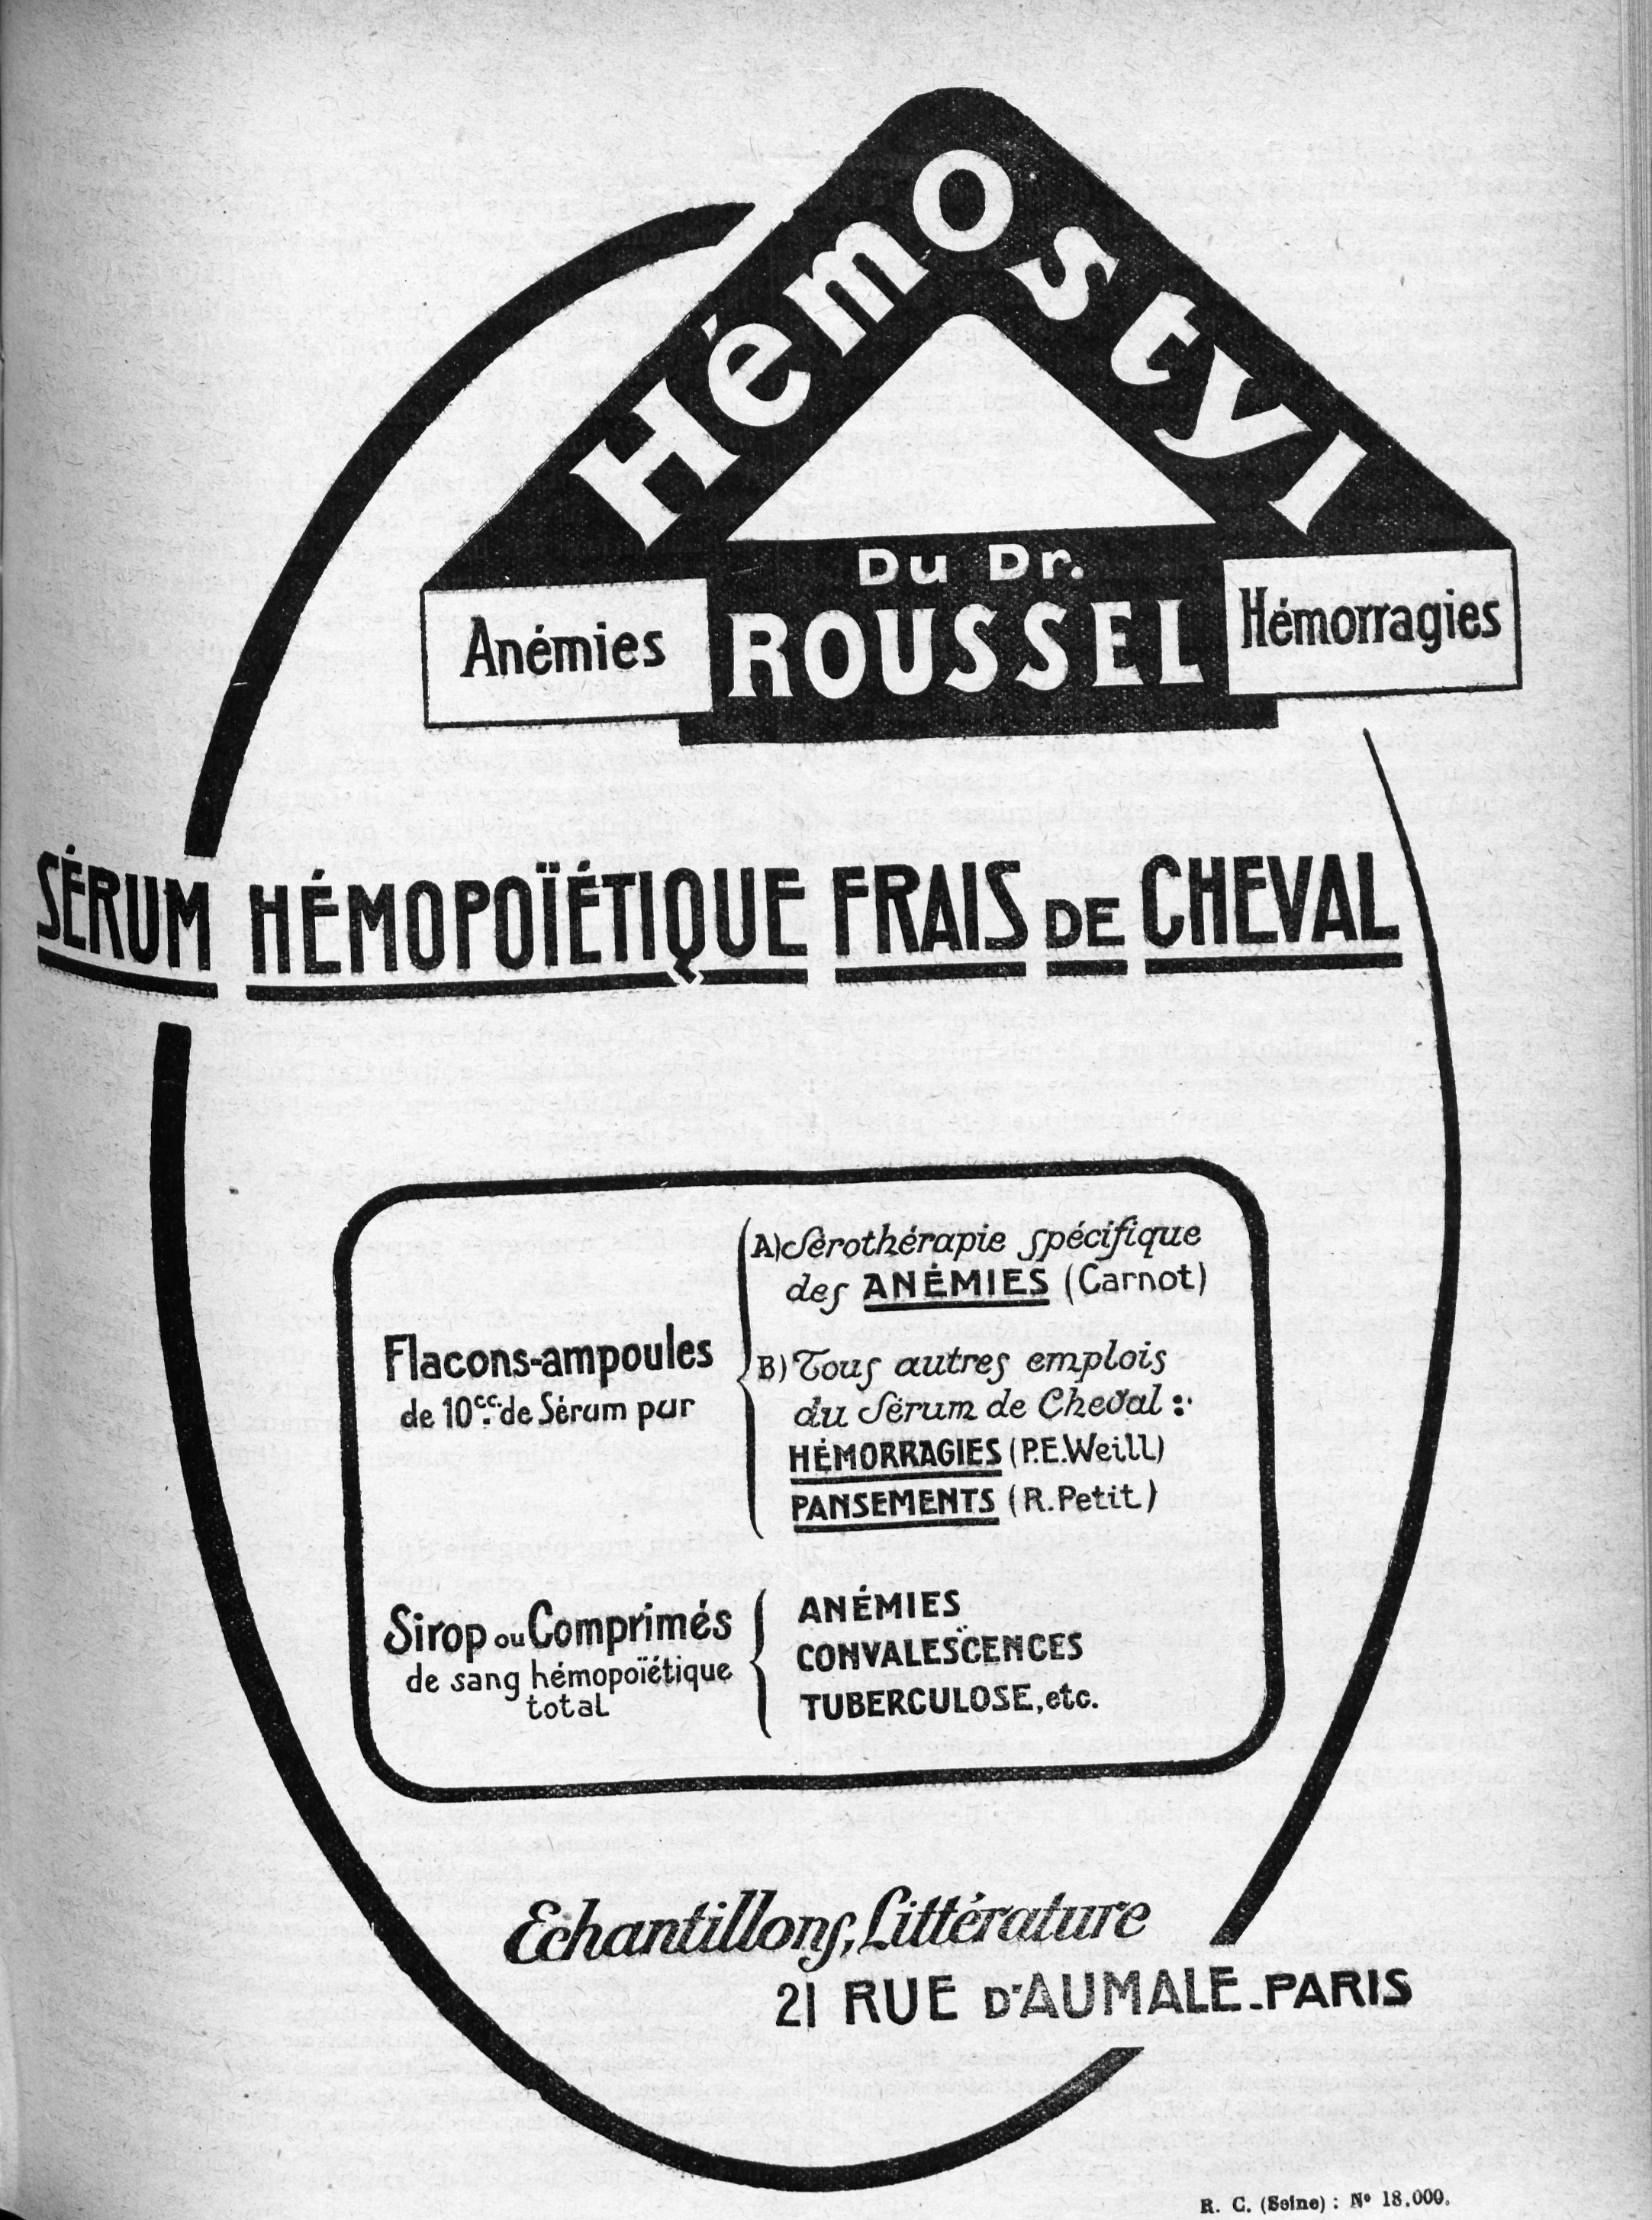 Hémostyl
Du Dr.
ROUSSEL
Anémies
Hémorragies
SÉRUM HÉMOPOÏÉTIQUE FRAIS DE CHEVAL
Flacons-ampoules
de 10cc. de Sérum pur
A) Sérothérapie spécifique
des ANÉMIES (Carnot)
B) Tous autres emplois
du Sérum de Cheval :
HÉMORRAGIES (P.E.Weill)
PANSEMENTS (R.Petit)
Sirop ou Comprimés
de sang hémopoïétique
total
ANÉMIES
CONVALESCENCES
TUBERCULOSE, etc.
Echantillons, Littérature
21 RUE D'AUMALE - PARIS
R. C. (Seine) : Nº 18.000.